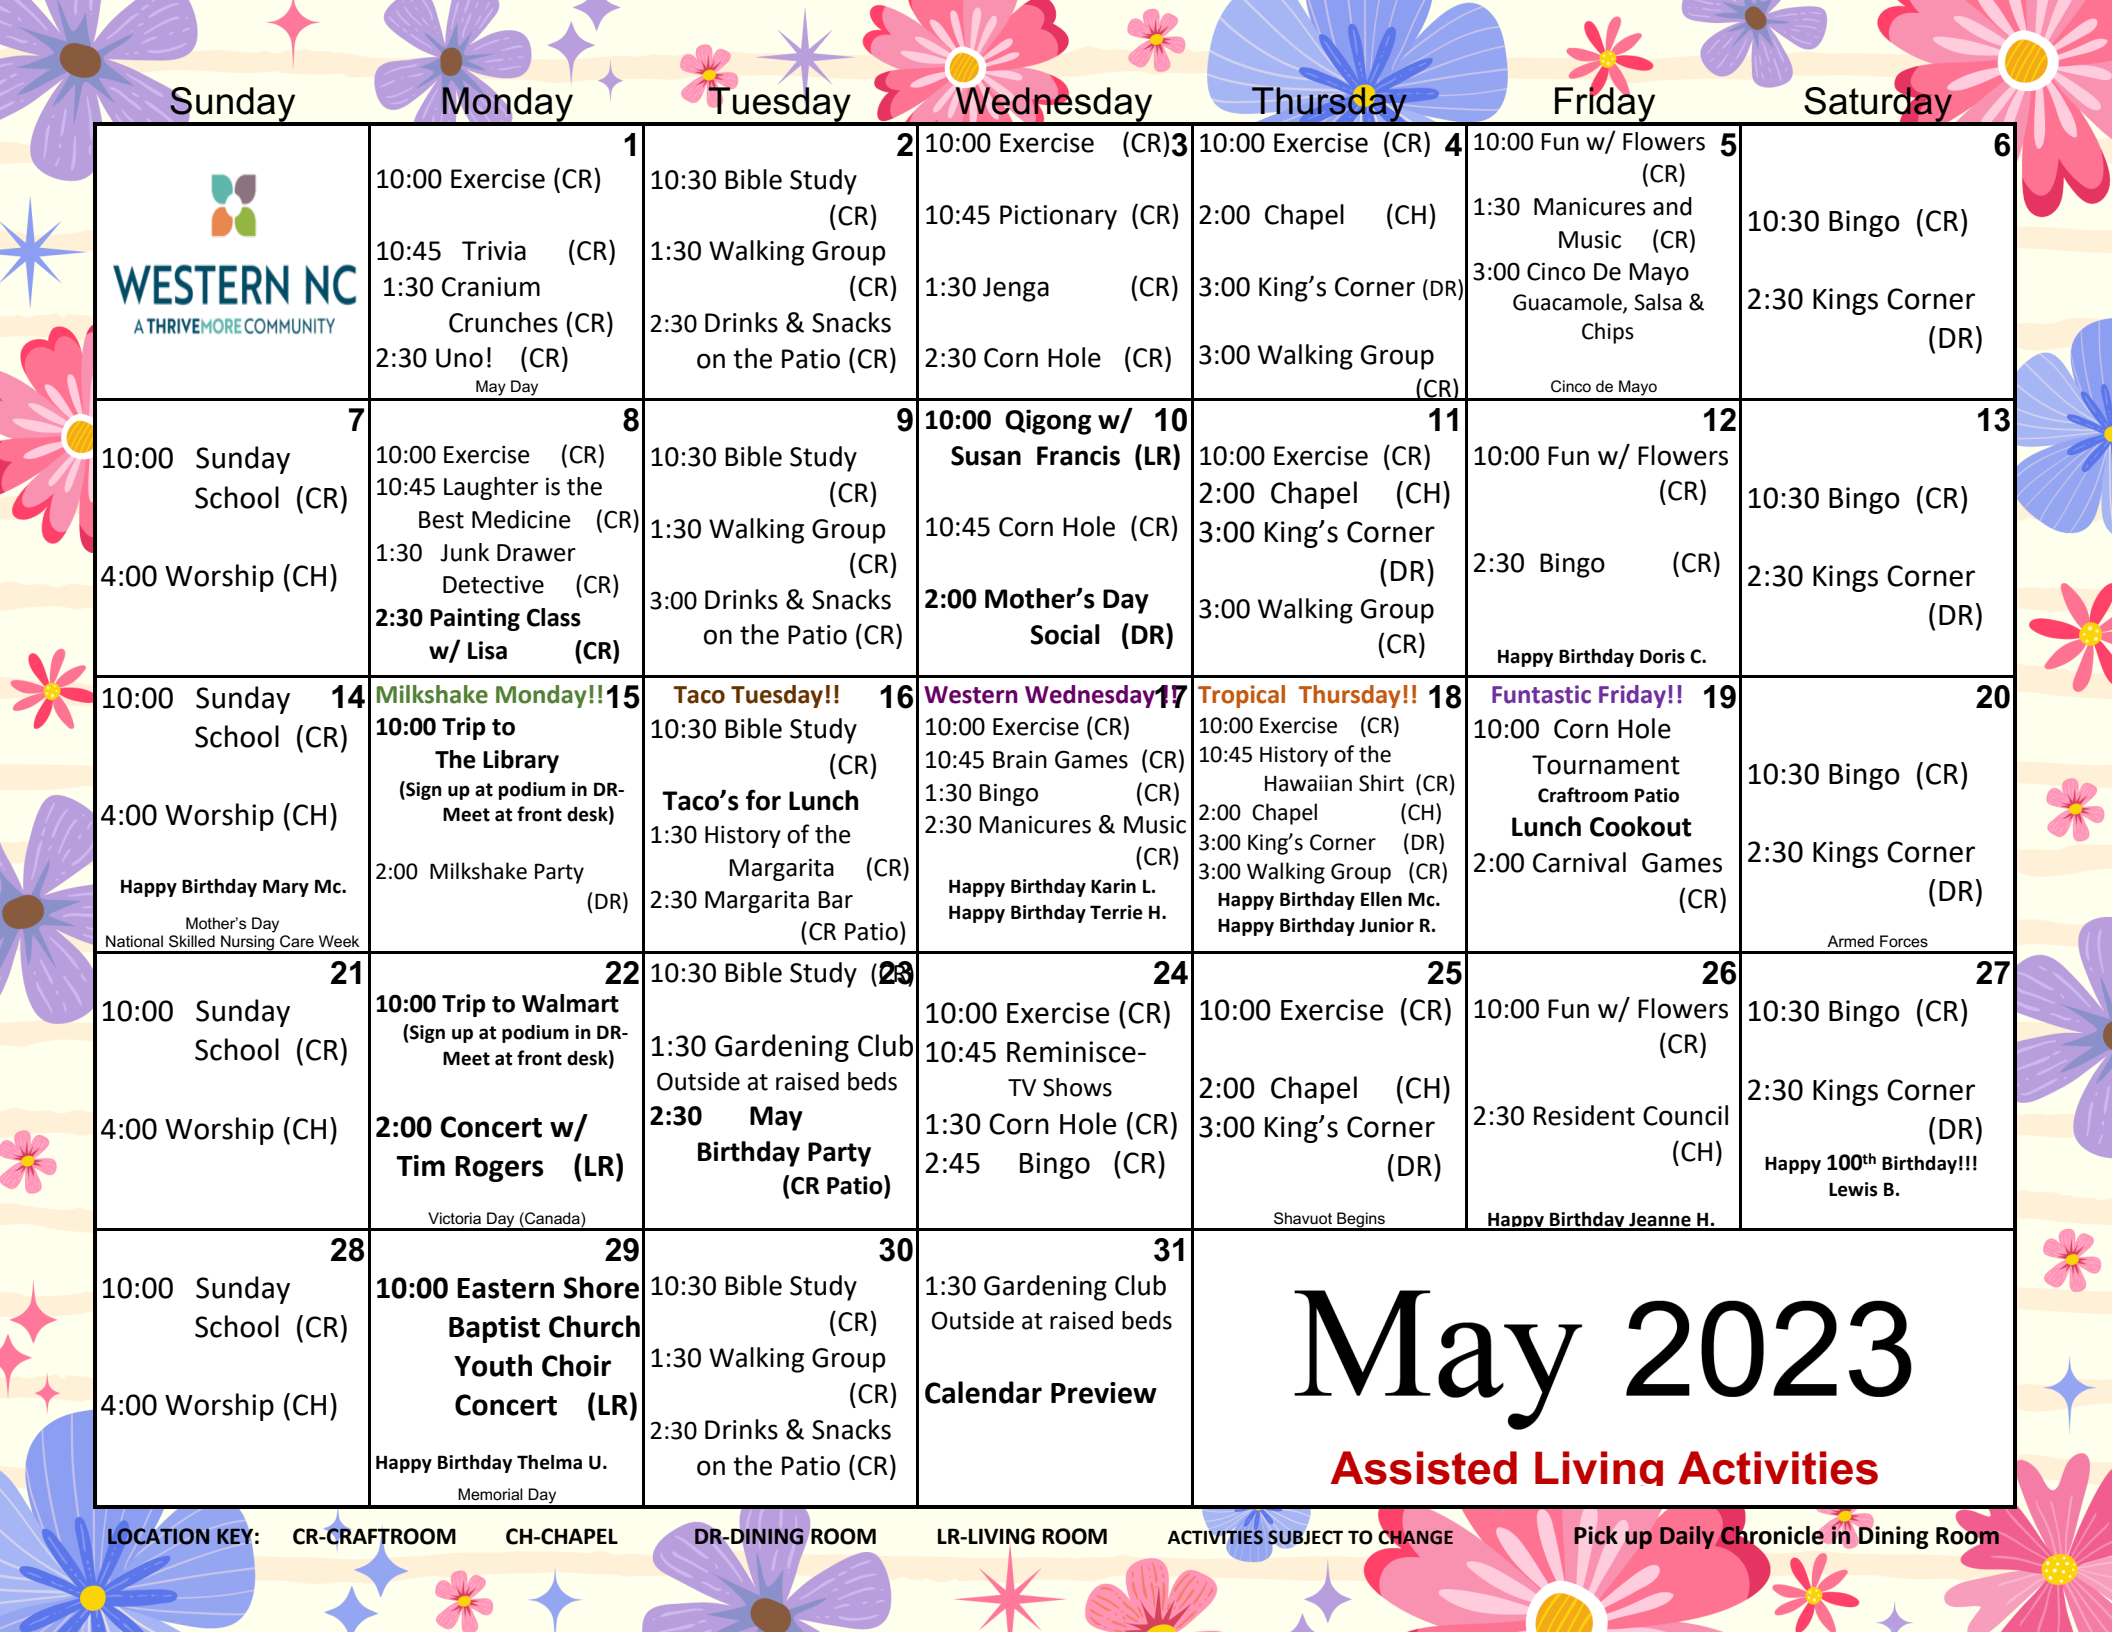 Sunday Monday Tuesday Wednesday Thursday Friday Saturday
WESTERN NC
A THRIVEMORE COMMUNITY
1
10:00 Exercise (CR)
10:45 Trivia (CR)
1:30 Cranium
Crunches (CR)
2:30 Uno! (CR)
May Day
2
10:30 Bible Study
(CR)
1:30 Walking Group
(CR)
2:30 Drinks & Snacks
on the Patio (CR)
10:00 Exercise (CR) 3
10:45 Pictionary (CR)
1:30 Jenga (CR)
2:30 Corn Hole (CR)
10:00 Exercise (CR) 4
2:00 Chapel (CH)
3:00 King's Corner (DR)
3:00 Walking Group
(CR)
10:00 Fun w/ Flowers 5
(CR)
1:30 Manicures and
Music (CR)
3:00 Cinco De Mayo
Guacamole, Salsa &
Chips
Cinco de Mayo
6
10:30 Bingo (CR)
2:30 Kings Corner
(DR)
7
10:00 Sunday
School (CR)
4:00 Worship (CH)
8
10:00 Exercise (CR)
10:45 Laughter is the
Best Medicine (CR)
1:30 Junk Drawer
Detective (CR)
2:30 Painting Class
w/ Lisa (CR)
9
10:30 Bible Study
(CR)
1:30 Walking Group
(CR)
3:00 Drinks & Snacks
on the Patio (CR)
10:00 Qigong w/ 10
Susan Francis (LR)
10:45 Corn Hole (CR)
2:00 Mother's Day
Social (DR)
11
10:00 Exercise (CR)
2:00 Chapel (CH)
3:00 King's Corner
(DR)
3:00 Walking Group
(CR)
12
10:00 Fun w/ Flowers
(CR)
2:30 Bingo (CR)
Happy Birthday Doris C.
13
10:30 Bingo (CR)
2:30 Kings Corner
(DR)
10:00 Sunday 14
School (CR)
4:00 Worship (CH)
Happy Birthday Mary Mc.
Mother's Day
National Skilled Nursing Care Week
Milkshake Monday!! 15
10:00 Trip to
The Library
(Sign up at podium in DR-
Meet at front desk)
2:00 Milkshake Party
(DR)
Taco Tuesday!! 16
10:30 Bible Study
(CR)
Taco's for Lunch
1:30 History of the
Margarita (CR)
2:30 Margarita Bar
(CR Patio)
Western Wednesday!! 17
10:00 Exercise (CR)
10:45 Brain Games (CR)
1:30 Bingo (CR)
2:30 Manicures & Music
(CR)
Happy Birthday Karin L.
Happy Birthday Terrie H.
Tropical Thursday!! 18
10:00 Exercise (CR)
10:45 History of the
Hawaiian Shirt (CR)
2:00 Chapel (CH)
3:00 King's Corner (DR)
3:00 Walking Group (CR)
Happy Birthday Ellen Mc.
Happy Birthday Junior R.
Funtastic Friday!! 19
10:00 Corn Hole
Tournament
Craftroom Patio
Lunch Cookout
2:00 Carnival Games
(CR)
20
10:30 Bingo (CR)
2:30 Kings Corner
(DR)
Armed Forces
21
10:00 Sunday
School (CR)
4:00 Worship (CH)
22
10:00 Trip to Walmart
(Sign up at podium in DR-
Meet at front desk)
2:00 Concert w/
Tim Rogers (LR)
Victoria Day (Canada)
10:30 Bible Study (CR) 23
1:30 Gardening Club
Outside at raised beds
2:30 May
Birthday Party
(CR Patio)
24
10:00 Exercise (CR)
10:45 Reminisce-
TV Shows
1:30 Corn Hole (CR)
2:45 Bingo (CR)
25
10:00 Exercise (CR)
2:00 Chapel (CH)
3:00 King's Corner
(DR)
Shavuot Begins
26
10:00 Fun w/ Flowers
(CR)
2:30 Resident Council
(CH)
Happy Birthday Jeanne H.
27
10:30 Bingo (CR)
2:30 Kings Corner
(DR)
Happy 100th Birthday!!!
Lewis B.
28
10:00 Sunday
School (CR)
4:00 Worship (CH)
29
10:00 Eastern Shore
Baptist Church
Youth Choir
Concert (LR)
Happy Birthday Thelma U.
Memorial Day
30
10:30 Bible Study
(CR)
1:30 Walking Group
(CR)
2:30 Drinks & Snacks
on the Patio (CR)
31
1:30 Gardening Club
Outside at raised beds
Calendar Preview
May 2023
Assisted Living Activities
LOCATION KEY: CR-CRAFTROOM CH-CHAPEL DR-DINING ROOM LR-LIVING ROOM ACTIVITIES SUBJECT TO CHANGE Pick up Daily Chronicle in Dining Room